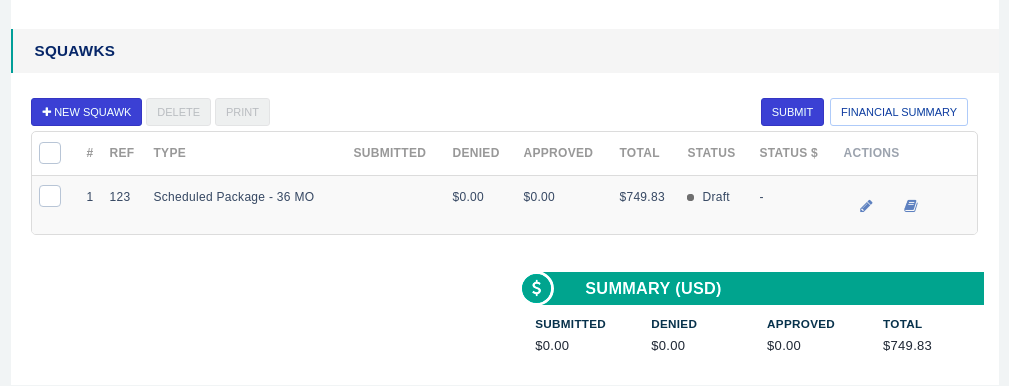 SQUAWKS
NEW SQUAWK DELETE PRINT SUBMIT FINANCIAL SUMMARY
# REF TYPE SUBMITTED DENIED APPROVED TOTAL STATUS STATUS $ ACTIONS
1 123 Scheduled Package - 36 MO $0.00 $0.00 $749.83 Draft -
$ SUMMARY (USD)
SUBMITTED DENIED APPROVED TOTAL
$0.00 $0.00 $0.00 $749.83